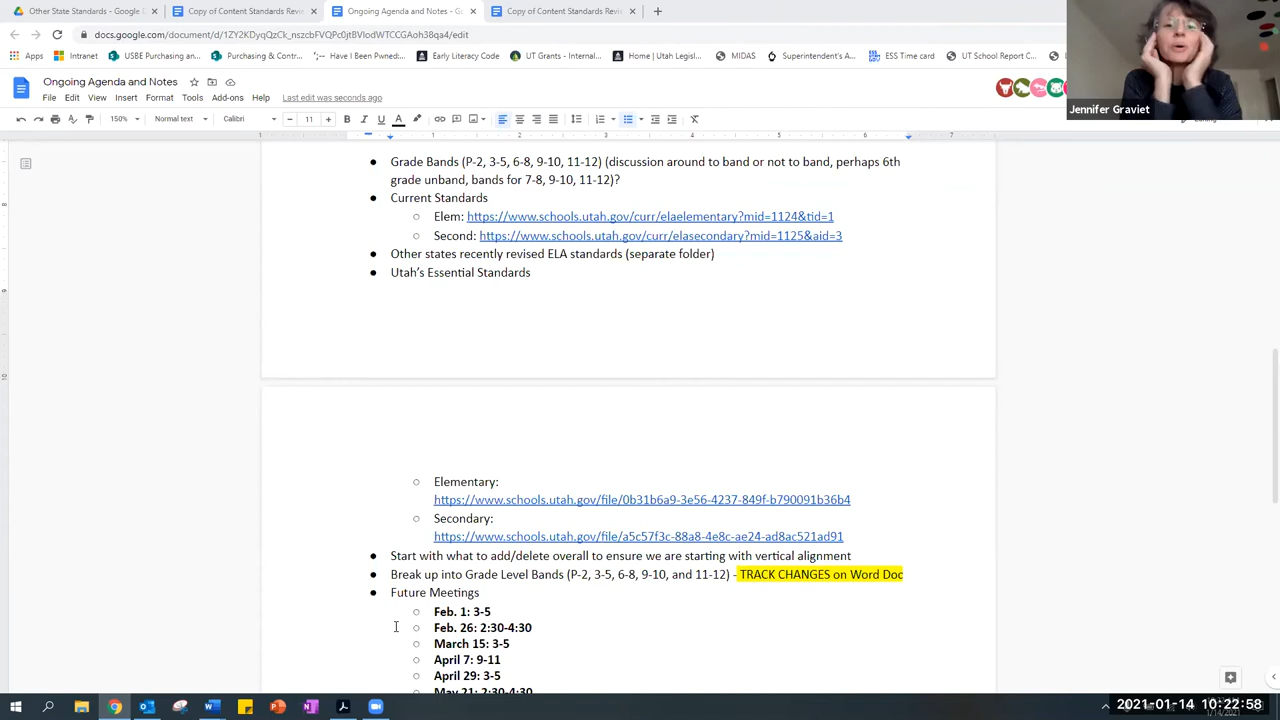 Other State Standards - Google
Copy of Content Standards Revie
Ongoing Agenda and Notes - Go
Copy of Content Standards Revie
docs.google.com/document/d/1ZY2KDyqQzCk_nszcbFVQPc0jtBVlodWTCCGAoh38qa4/edit
Apps
Intranet
USBE Purchasing an...
Purchasing & Contr...
Have I Been Pwned:...
Early Literacy Code
UT Grants - Internal...
Home | Utah Legisl...
MIDAS
Superintendent's A...
ESS Time card
UT School Report C...
Jennifer Graviet
Ongoing Agenda and Notes
File Edit View Insert Format Tools Add-ons Help Last edit was seconds ago
150% Normal text Calibri 11
Grade Bands (P-2, 3-5, 6-8, 9-10, 11-12) (discussion around to band or not to band, perhaps 6th
grade unband, bands for 7-8, 9-10, 11-12)?
Current Standards
Elem: https://www.schools.utah.gov/curr/elaelementary?mid=1124&tid=1
Second: https://www.schools.utah.gov/curr/elasecondary?mid=1125&aid=3
Other states recently revised ELA standards (separate folder)
Utah's Essential Standards
Elementary:
https://www.schools.utah.gov/file/0b31b6a9-3e56-4237-849f-b790091b36b4
Secondary:
https://www.schools.utah.gov/file/a5c57f3c-88a8-4e8c-ae24-ad8ac521ad91
Start with what to add/delete overall to ensure we are starting with vertical alignment
Break up into Grade Level Bands (P-2, 3-5, 6-8, 9-10, and 11-12) - TRACK CHANGES on Word Doc
Future Meetings
Feb. 1: 3-5
Feb. 26: 2:30-4:30
March 15: 3-5
April 7: 9-11
April 29: 3-5
May 21: 2:30-4:30
2021-01-14 10:22:58